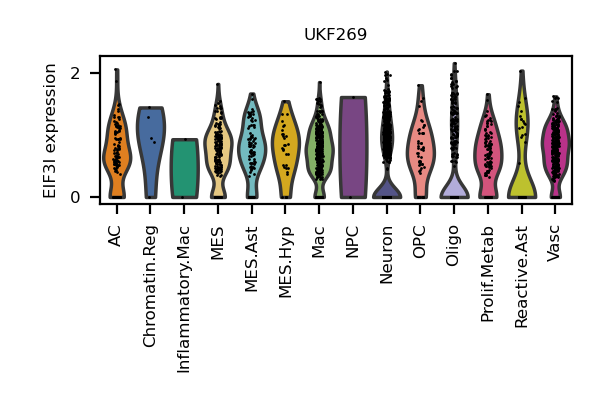 UKF269
EIF3I expression
2
0
AC
Chromatin.Reg
Inflammatory.Mac
MES
MES.Ast
MES.Hyp
Mac
NPC
Neuron
OPC
Oligo
Prolif.Metab
Reactive.Ast
Vasc